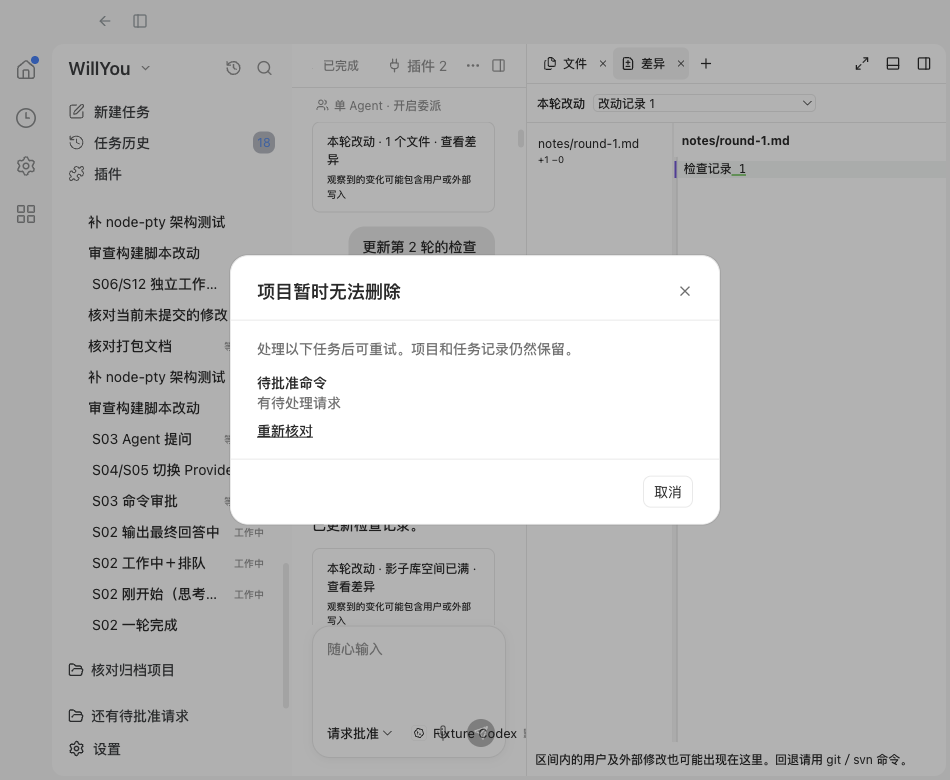 WillYou
新建任务
任务历史
18
插件
补 node-pty 架构测试
审查构建脚本改动
S06/S12 独立工作...
核对当前未提交的修改
核对打包文档
补 node-pty 架构测试
审查构建脚本改动
S03 Agent 提问
S04/S05 切换 Provide
S03 命令审批
S02 输出最终回答中
工作中
S02 工作中＋排队
工作中
S02 刚开始（思考...
工作中
S02 一轮完成
核对归档项目
还有待批准请求
设置
已完成
插件 2
单 Agent · 开启委派
本轮改动 · 1 个文件 · 查看差
异
观察到的变化可能包含用户或外部
写入
更新第 2 轮的检查
已更新检查记录。
本轮改动 · 影子库空间已满 ·
查看差异
观察到的变化可能包含用户或外部
写入
随心输入
请求批准
Fixture Codex
文件
差异
本轮改动
改动记录 1
notes/round-1.md
+1 −0
notes/round-1.md
检查记录 1
区间内的用户及外部修改也可能出现在这里。回退请用 git / svn 命令。
项目暂时无法删除
处理以下任务后可重试。项目和任务记录仍然保留。
待批准命令
有待处理请求
重新核对
取消